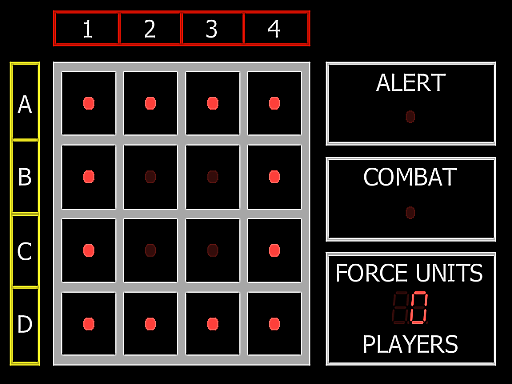 1 2 3 4
A
ALERT
B
COMBAT
C
FORCE UNITS
0
D
PLAYERS